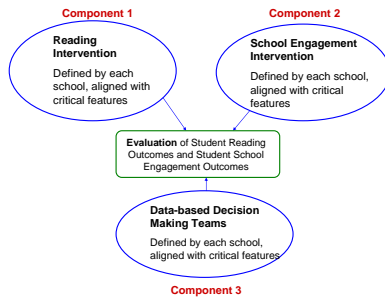 Component 1
Component 2
Reading
Intervention
Defined by each
school, aligned with
critical features
School Engagement
Intervention
Defined by each school,
aligned with critical
features
Evaluation of Student Reading
Outcomes and Student School
Engagement Outcomes
Data-based Decision
Making Teams
Defined by each school,
aligned with critical features
Component 3